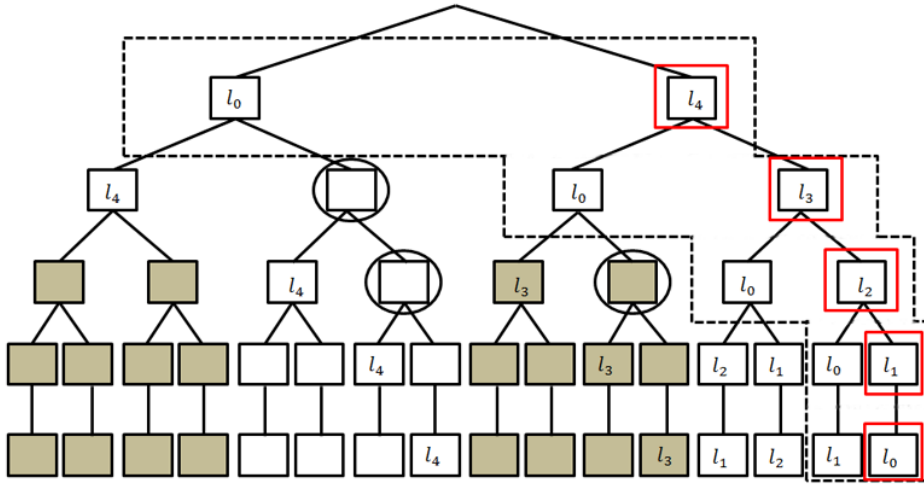 l₀ l₄
l₄ l₀ l₃
l₄ l₃ l₀ l₂
l₄ l₃ l₂ l₁ l₀ l₁
l₄ l₃ l₁ l₂ l₁ l₀